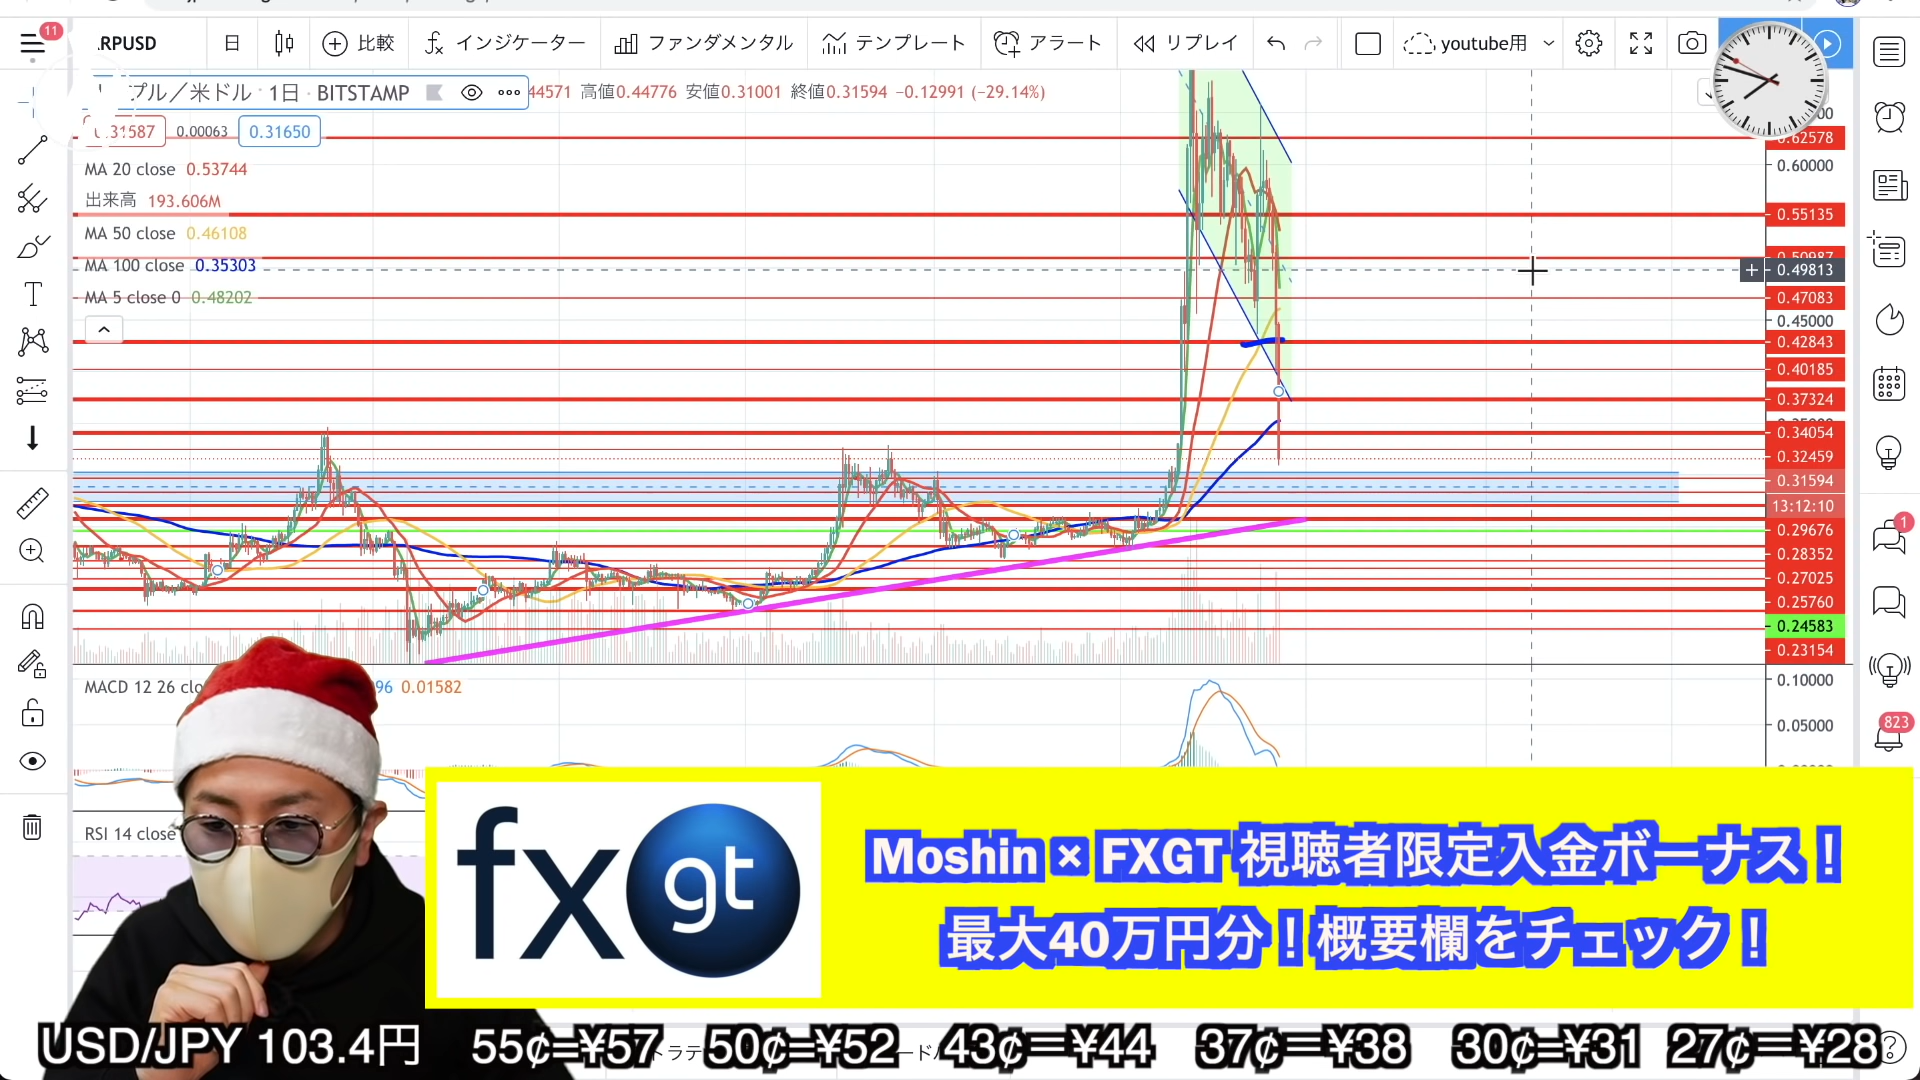 11
RPUSD
日
比較
インジケーター
ファンダメンタル
テンプレート
アラート
リプレイ
youtube用
プル／米ドル · 1日 · BITSTAMP
44571 高値0.44776 安値0.31001 終値0.31594 −0.12991 (−29.14%)
0.00063
0.31650
MA 20 close 0.53744
出来高 193.606M
MA 50 close 0.46108
MA 100 close 0.35303
MA 5 close 0 0.48202
0.62578
0.60000
0.55135
0.49813
0.47083
0.45000
0.42843
0.40185
0.37324
0.34054
0.32459
0.31594
13:12:10
0.29676
0.28352
0.27025
0.25760
0.24583
0.23154
1
823
MACD 12 26 clo
96 0.01582
0.10000
0.05000
RSI 14 close
fx gt
Moshin × FXGT 視聴者限定入金ボーナス！
最大40万円分！概要欄をチェック！
USD/JPY 103.4円 55¢=¥57 50¢=¥52 43¢=¥44 37¢=¥38 30¢=¥31 27¢=¥28